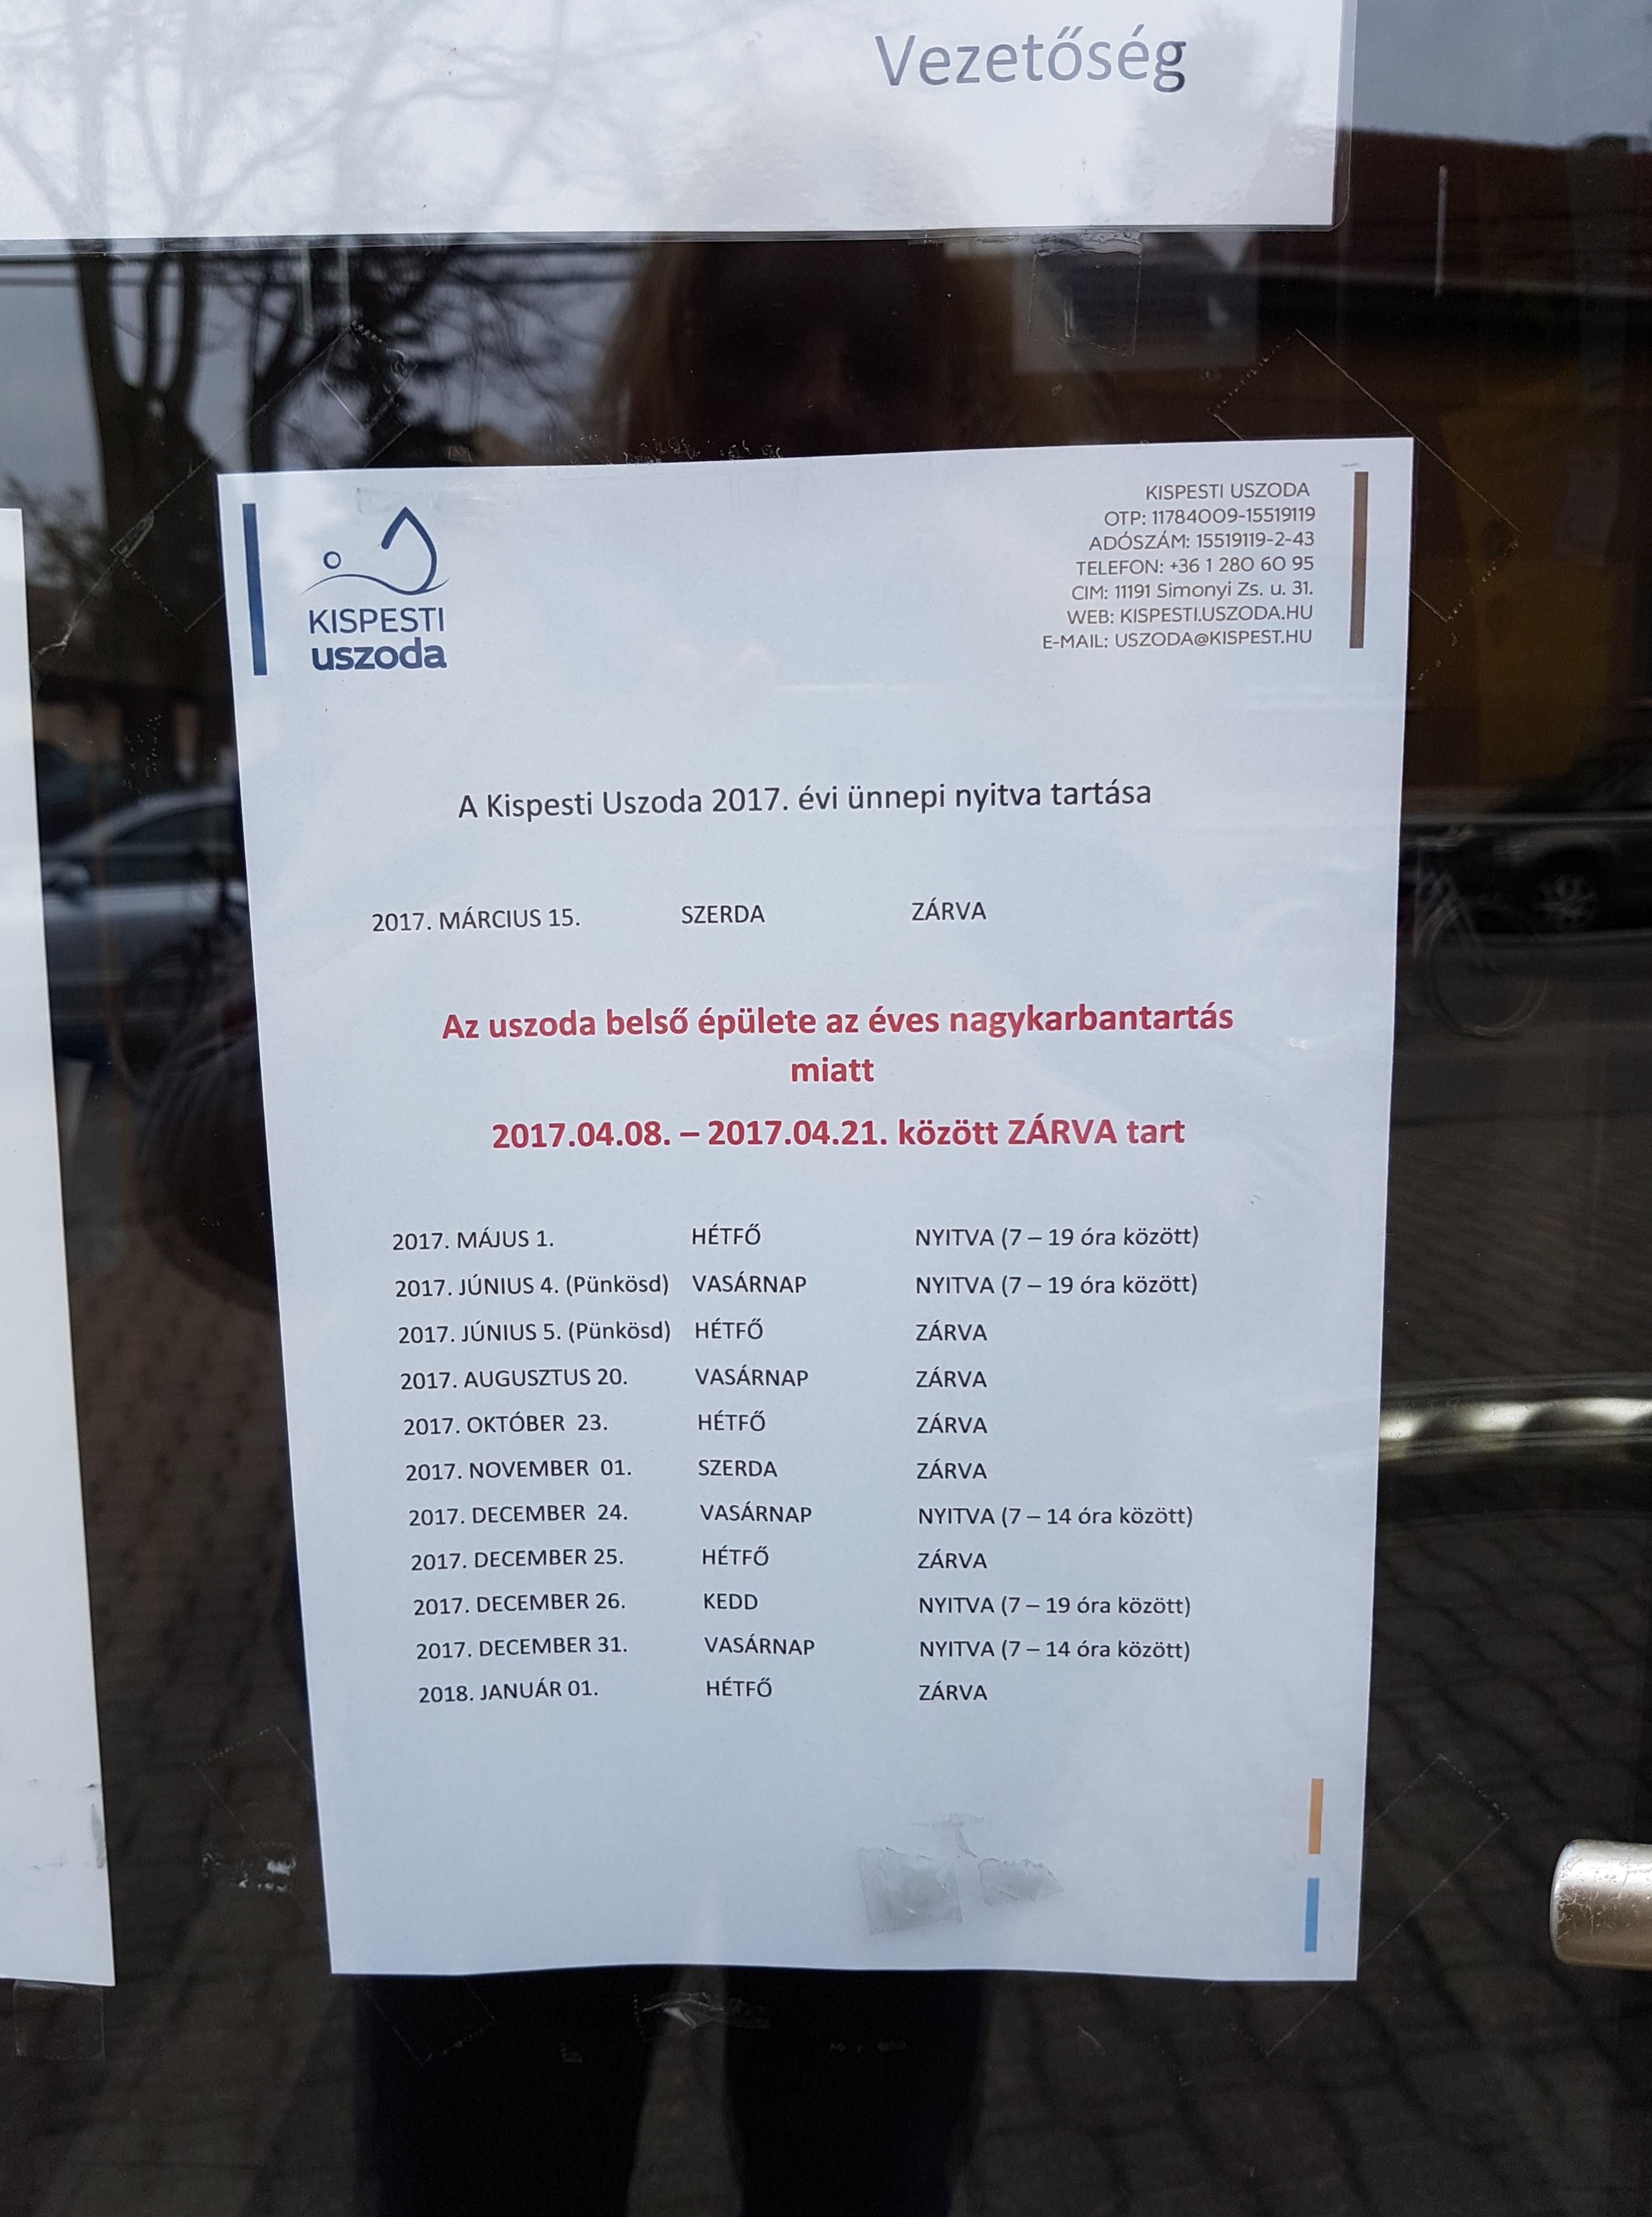 Vezetőség
KISPESTI
uszoda
KISPESTI USZODA
OTP: 11784009-15519119
ADÓSZÁM: 15519119-2-43
TELEFON: +36 1 280 60 95
CIM: 11191 Simonyi Zs. u. 31.
WEB: KISPESTI.USZODA.HU
E-MAIL: USZODA@KISPEST.HU
A Kispesti Uszoda 2017. évi ünnepi nyitva tartása
2017. MÁRCIUS 15. SZERDA ZÁRVA
Az uszoda belső épülete az éves nagykarbantartás
miatt
2017.04.08. – 2017.04.21. között ZÁRVA tart
2017. MÁJUS 1. HÉTFŐ NYITVA (7 – 19 óra között)
2017. JÚNIUS 4. (Pünkösd) VASÁRNAP NYITVA (7 – 19 óra között)
2017. JÚNIUS 5. (Pünkösd) HÉTFŐ ZÁRVA
2017. AUGUSZTUS 20. VASÁRNAP ZÁRVA
2017. OKTÓBER 23. HÉTFŐ ZÁRVA
2017. NOVEMBER 01. SZERDA ZÁRVA
2017. DECEMBER 24. VASÁRNAP NYITVA (7 – 14 óra között)
2017. DECEMBER 25. HÉTFŐ ZÁRVA
2017. DECEMBER 26. KEDD NYITVA (7 – 19 óra között)
2017. DECEMBER 31. VASÁRNAP NYITVA (7 – 14 óra között)
2018. JANUÁR 01. HÉTFŐ ZÁRVA